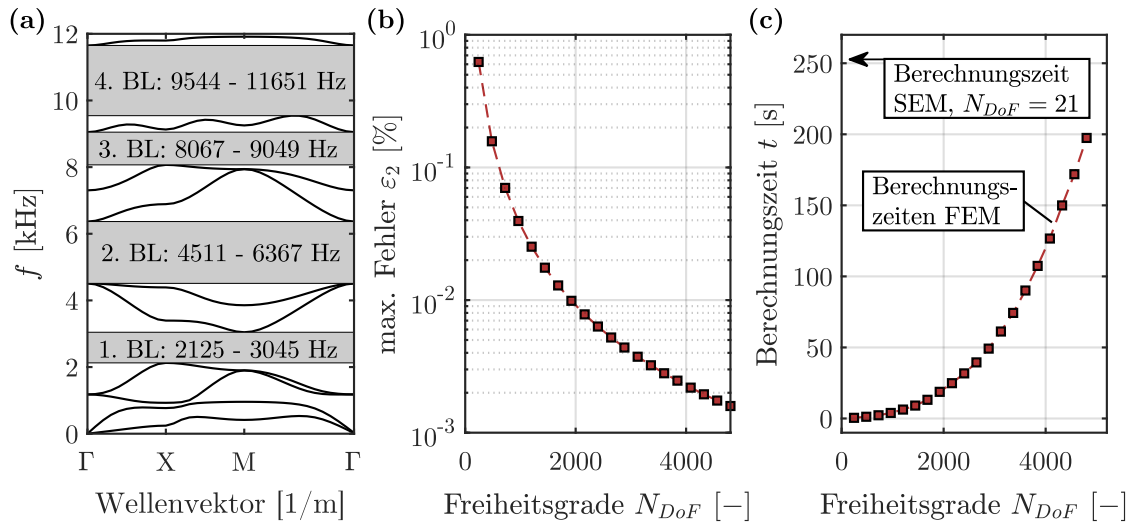 (a)
12
10
8
6
4
2
0
f [kHz]
4. BL: 9544 - 11651 Hz
3. BL: 8067 - 9049 Hz
2. BL: 4511 - 6367 Hz
1. BL: 2125 - 3045 Hz
Γ X M Γ
Wellenvektor [1/m]
(b)
10^0
10^-1
10^-2
10^-3
max. Fehler ε_2 [%]
0 2000 4000
Freiheitsgrade N_DoF [−]
(c)
250
200
150
100
50
0
Berechnungszeit t [s]
Berechnungszeit
SEM, N_DoF = 21
Berechnungs-
zeiten FEM
0 2000 4000
Freiheitsgrade N_DoF [−]